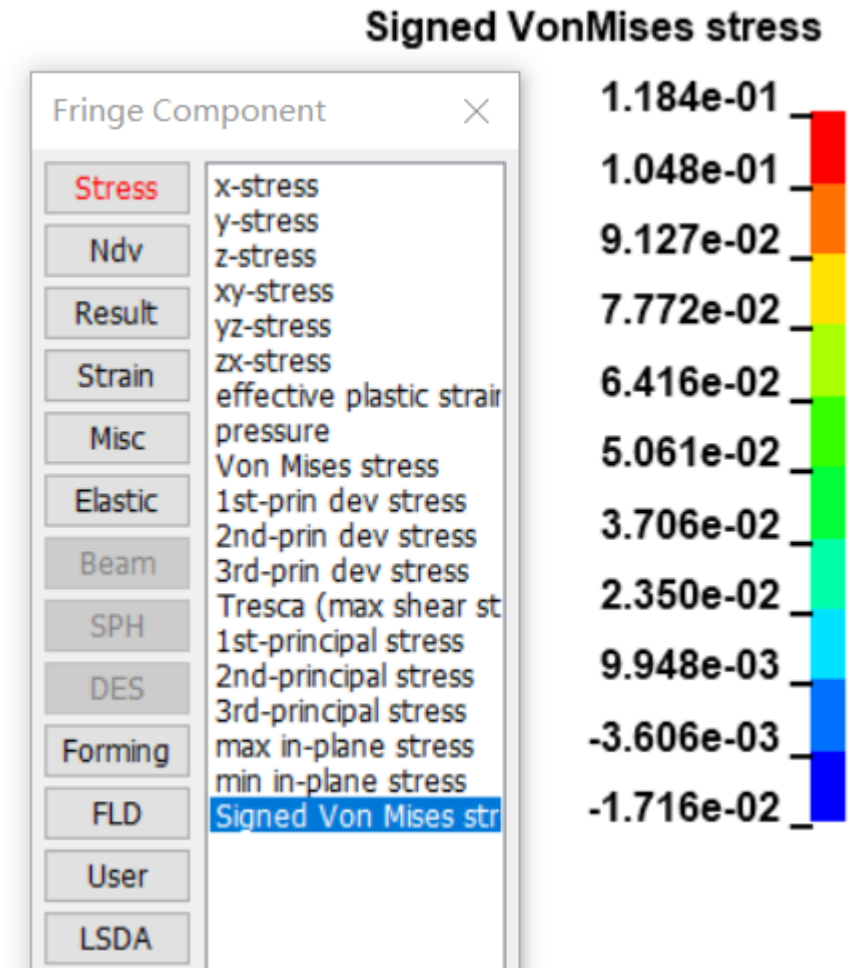 Signed VonMises stress
Fringe Component
Stress
Ndv
Result
Strain
Misc
Elastic
Beam
SPH
DES
Forming
FLD
User
LSDA
x-stress
y-stress
z-stress
xy-stress
yz-stress
zx-stress
effective plastic strain
pressure
Von Mises stress
1st-prin dev stress
2nd-prin dev stress
3rd-prin dev stress
Tresca (max shear st
1st-principal stress
2nd-principal stress
3rd-principal stress
max in-plane stress
min in-plane stress
Signed Von Mises str
1.184e-01
1.048e-01
9.127e-02
7.772e-02
6.416e-02
5.061e-02
3.706e-02
2.350e-02
9.948e-03
-3.606e-03
-1.716e-02